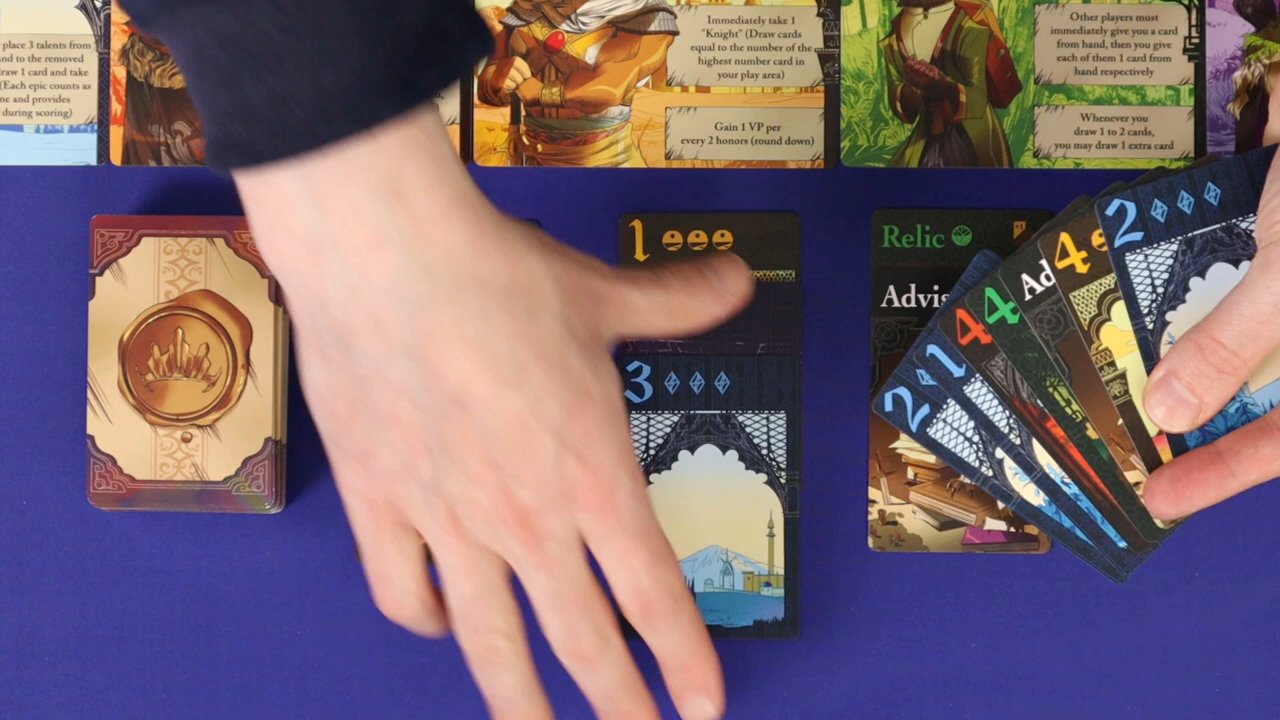 place 3 talents from
and to the removed
raw 1 card and take
(Each epic counts as
ne and provides
during scoring)
Immediately take 1
"Knight" (Draw cards
equal to the number of the
highest number card in
your play area)
Gain 1 VP per
every 2 honors (round down)
Other players must
immediately give you a card
from hand, then you give
each of them 1 card from
hand respectively
Whenever you
draw 1 to 2 cards,
you may draw 1 extra card
1
3
Relic
Advis
2
1
4
4
Ad
4
2